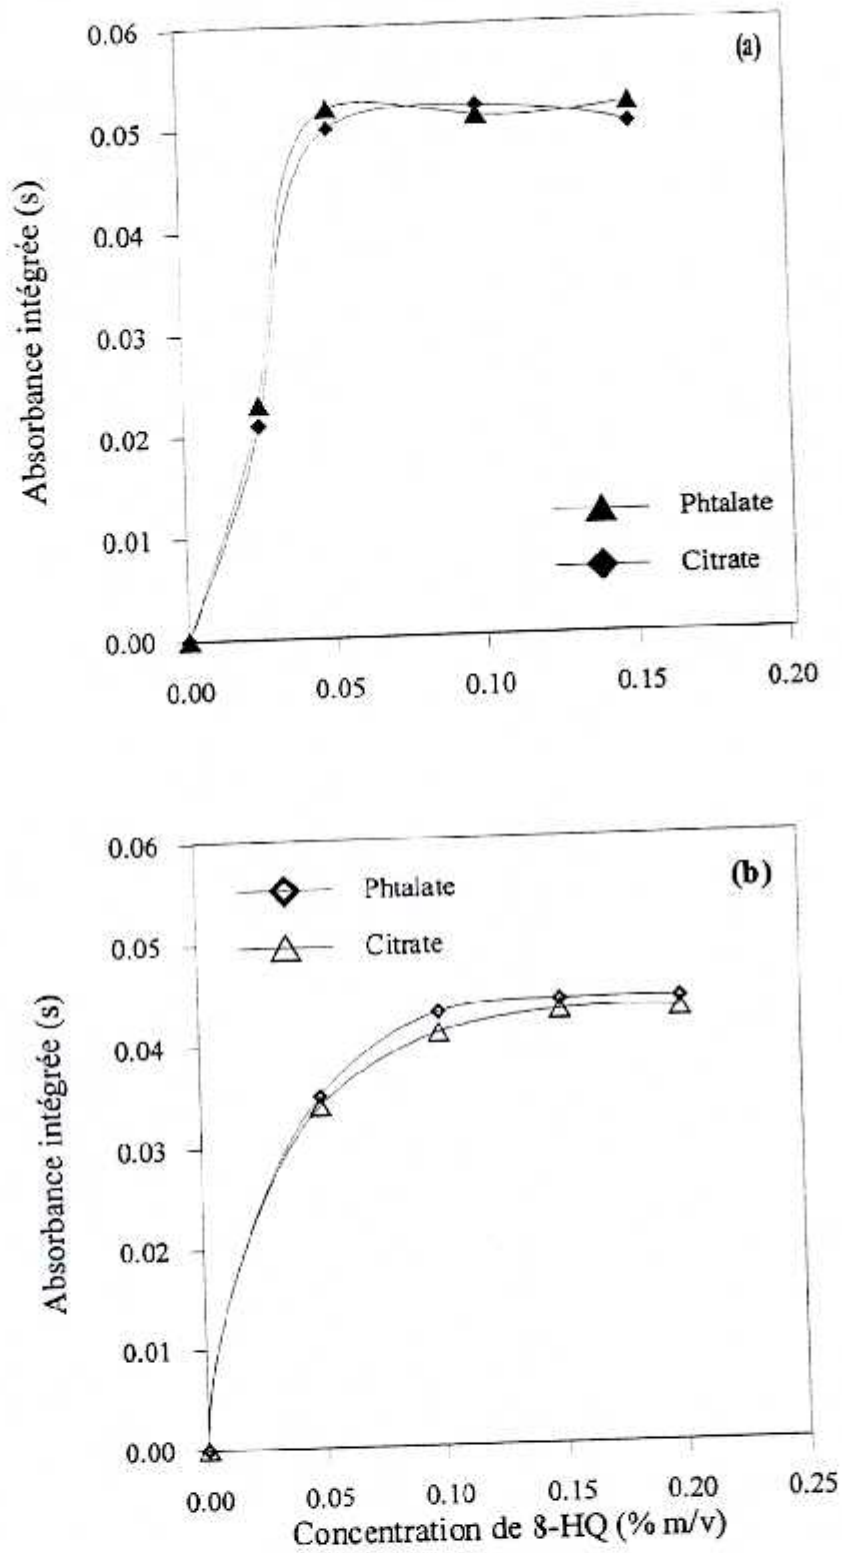 0.06
(a)
0.05
0.04
0.03
0.02
0.01
0.00
Absorbance intégrée (s)
Phtalate
Citrate
0.00 0.05 0.10 0.15 0.20
0.06
(b)
Phtalate
Citrate
0.05
0.04
0.03
0.02
0.01
0.00
Absorbance intégrée (s)
0.00 0.05 0.10 0.15 0.20 0.25
Concentration de 8-HQ (% m/v)